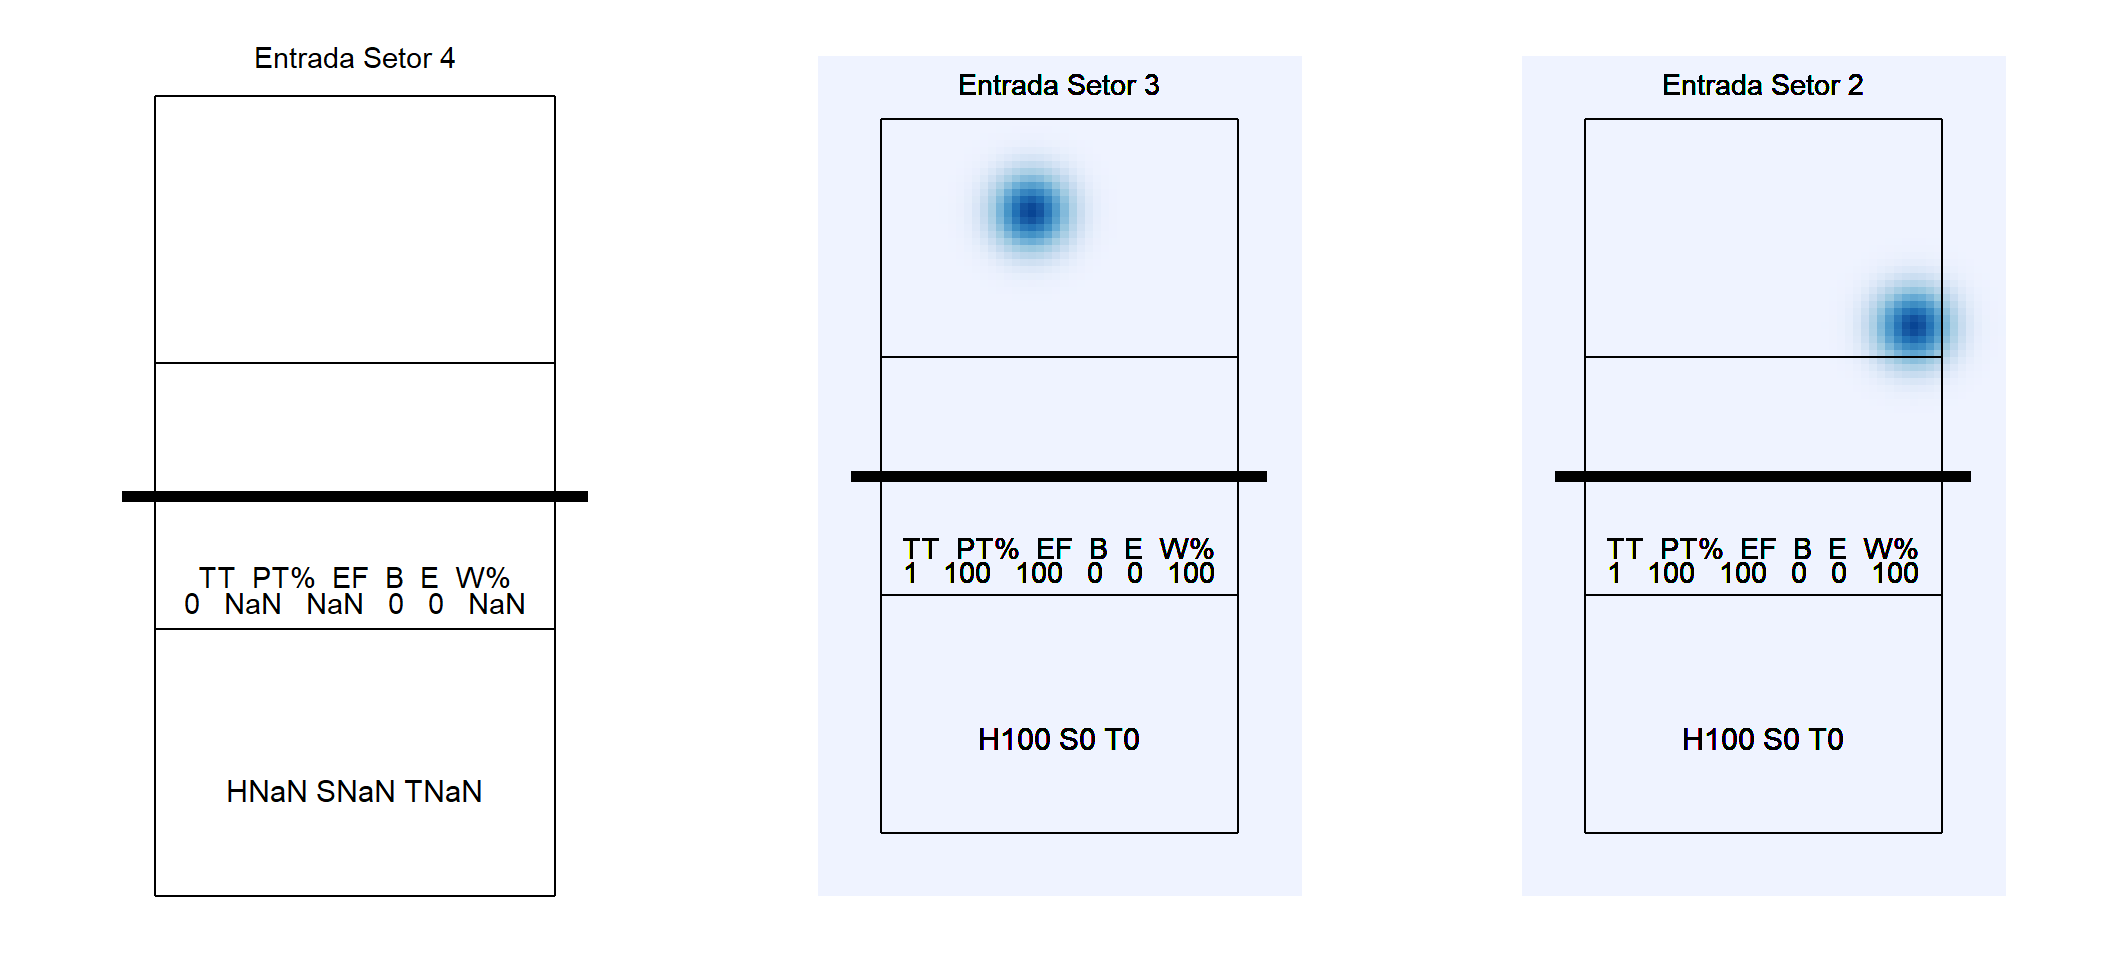 Entrada Setor 4
TT PT% EF B E W%
0 NaN NaN 0 0 NaN
HNaN SNaN TNaN
Entrada Setor 3
TT PT% EF B E W%
1 100 100 0 0 100
H100 S0 T0
Entrada Setor 2
TT PT% EF B E W%
1 100 100 0 0 100
H100 S0 T0